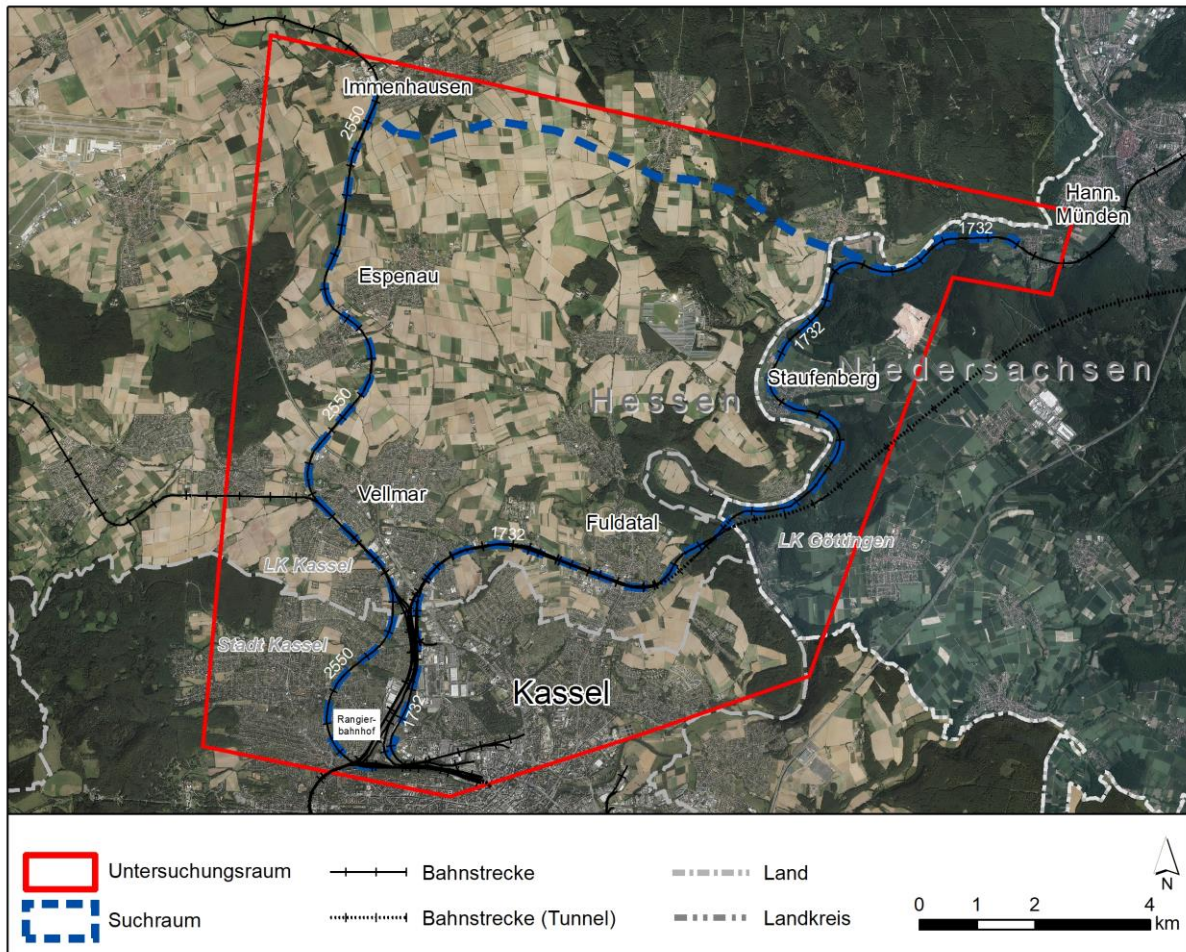 Immenhausen
2550
Hann.
Münden
1732
Espenau
1732
Niedersachsen
Staufenberg
Hessen
2550
Vellmar
1732
Fuldatal
LK Göttingen
LK Kassel
Stadt Kassel
2550
Kassel
1732
Rangier-
bahnhof
Untersuchungsraum
Bahnstrecke
Land
Suchraum
Bahnstrecke (Tunnel)
Landkreis
N
0 1 2 4
km